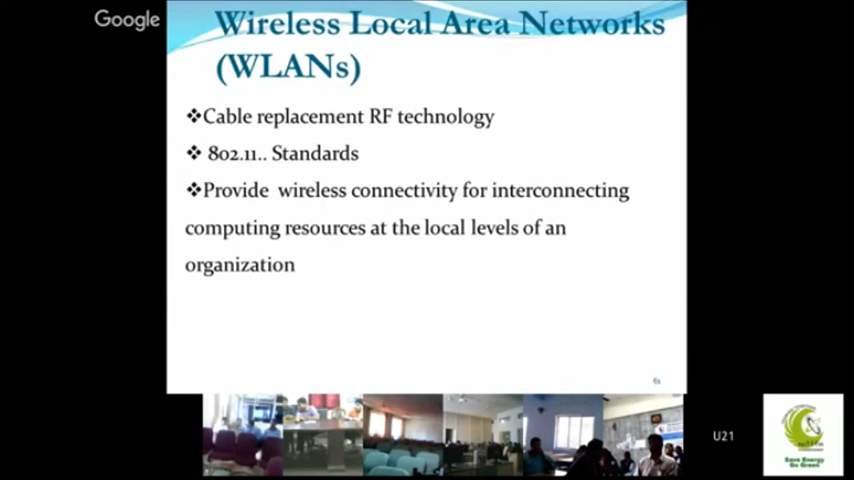 Google
Wireless Local Area Networks
(WLANs)
❖Cable replacement RF technology
❖ 802.11.. Standards
❖Provide wireless connectivity for interconnecting
computing resources at the local levels of an
organization
U21
Save Energy
Go Green